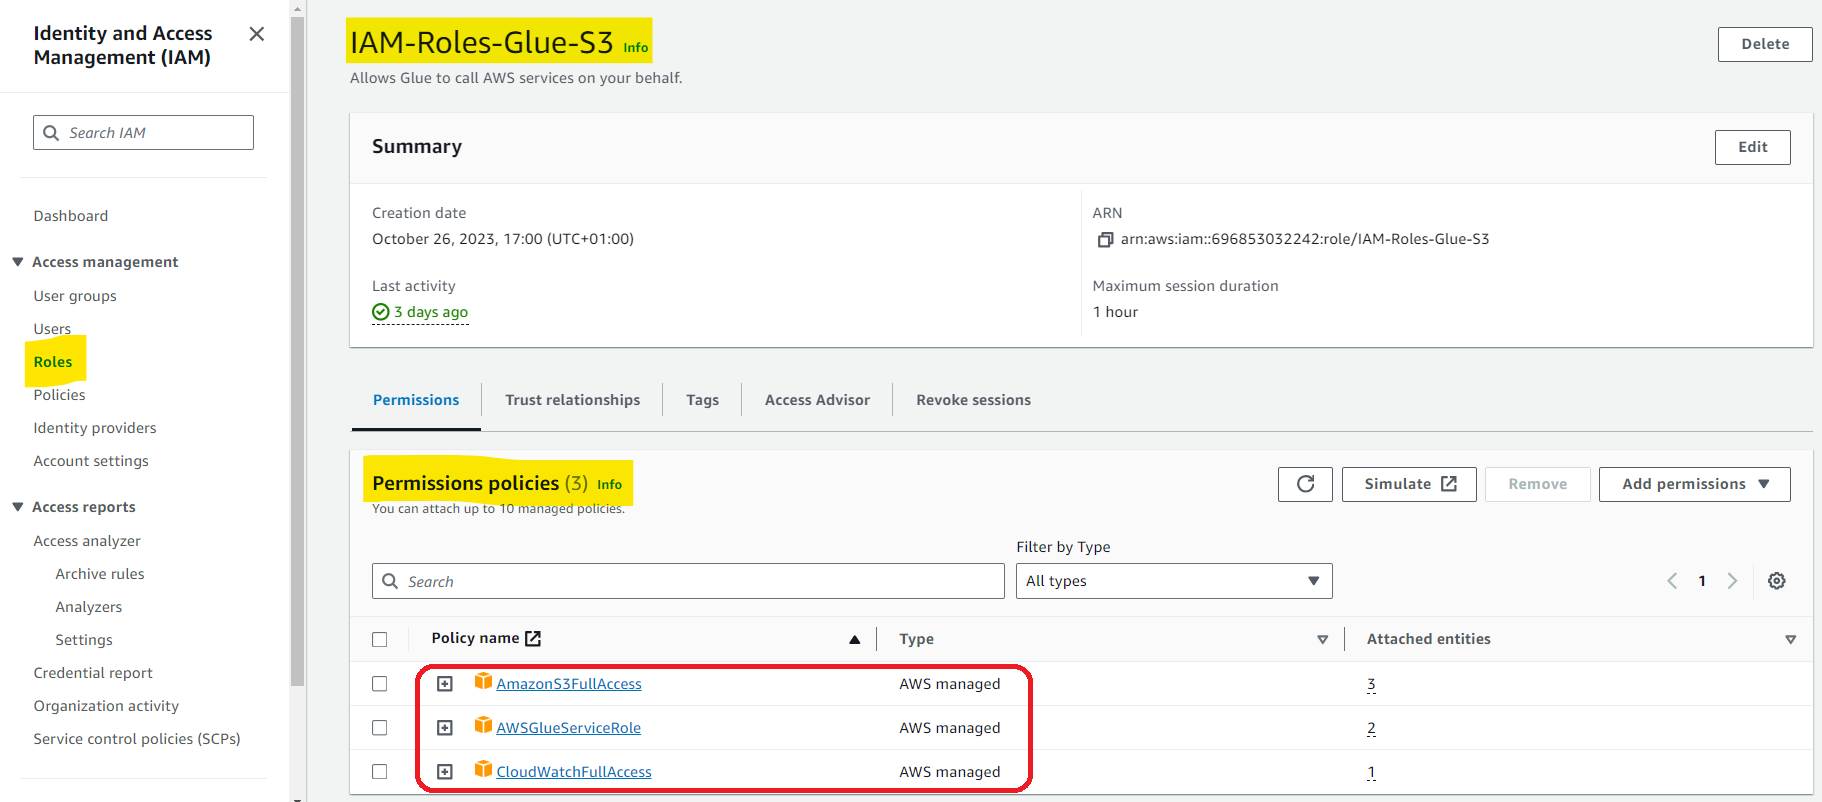 Identity and Access
Management (IAM)
Search IAM
Dashboard
Access management
User groups
Users
Roles
Policies
Identity providers
Account settings
Access reports
Access analyzer
Archive rules
Analyzers
Settings
Credential report
Organization activity
Service control policies (SCPs)
IAM-Roles-Glue-S3 Info
Delete
Allows Glue to call AWS services on your behalf.
Summary
Edit
Creation date
October 26, 2023, 17:00 (UTC+01:00)
ARN
arn:aws:iam::696853032242:role/IAM-Roles-Glue-S3
Last activity
3 days ago
Maximum session duration
1 hour
Permissions Trust relationships Tags Access Advisor Revoke sessions
Permissions policies (3) Info
You can attach up to 10 managed policies.
Simulate Remove Add permissions
Filter by Type
Search
All types
1
Policy name Type Attached entities
AmazonS3FullAccess AWS managed 3
AWSGlueServiceRole AWS managed 2
CloudWatchFullAccess AWS managed 1